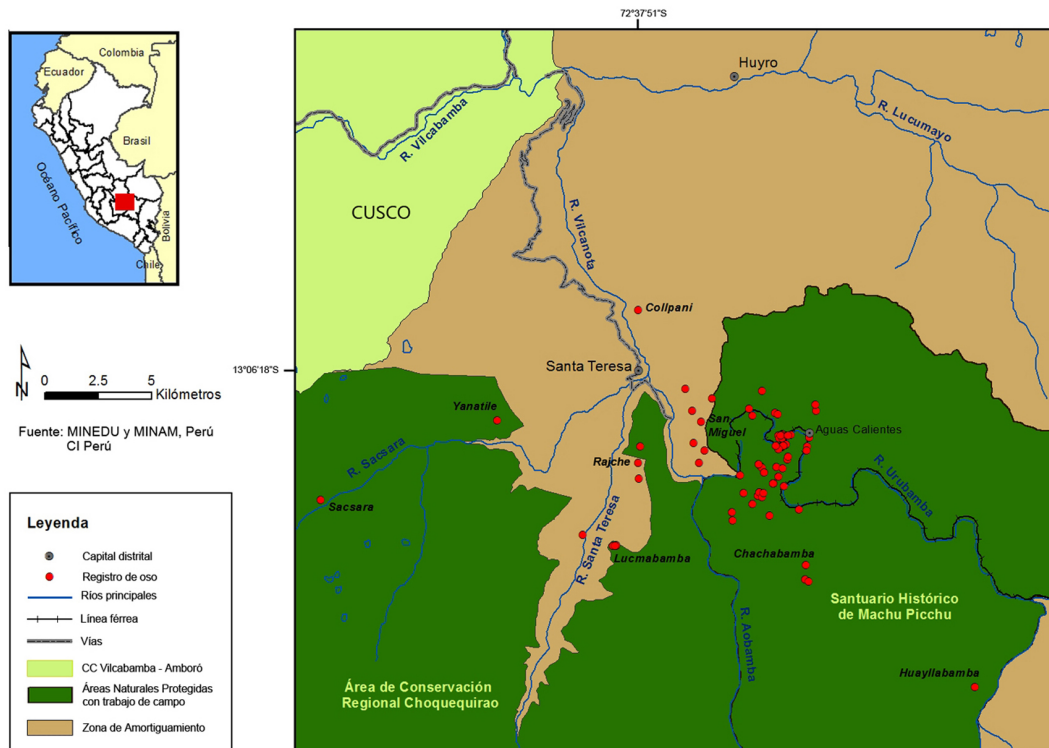 Colombia
Ecuador
Brasil
Océano Pacífico
Bolivia
Chile
N
0 2.5 5
Kilómetros
Fuente: MINEDU y MINAM, Perú
CI Perú
Leyenda
Capital distrital
Registro de oso
Ríos principales
Línea férrea
Vías
CC Vilcabamba - Amboró
Áreas Naturales Protegidas
con trabajo de campo
Zona de Amortiguamiento
72°37'51"S
13°06'18"S
Huyro
R. Vilcabamba
R. Lucumayo
CUSCO
R. Vilcanota
Collpani
Santa Teresa
Yanatile
San
Miguel
Aguas Calientes
R. Sacsara
Rajche
R. Urubamba
Sacsara
R. Santa Teresa
Lucmabamba
Chachabamba
R. Aobamba
Santuario Histórico
de Machu Picchu
Área de Conservación
Regional Choquequirao
Huayllabamba